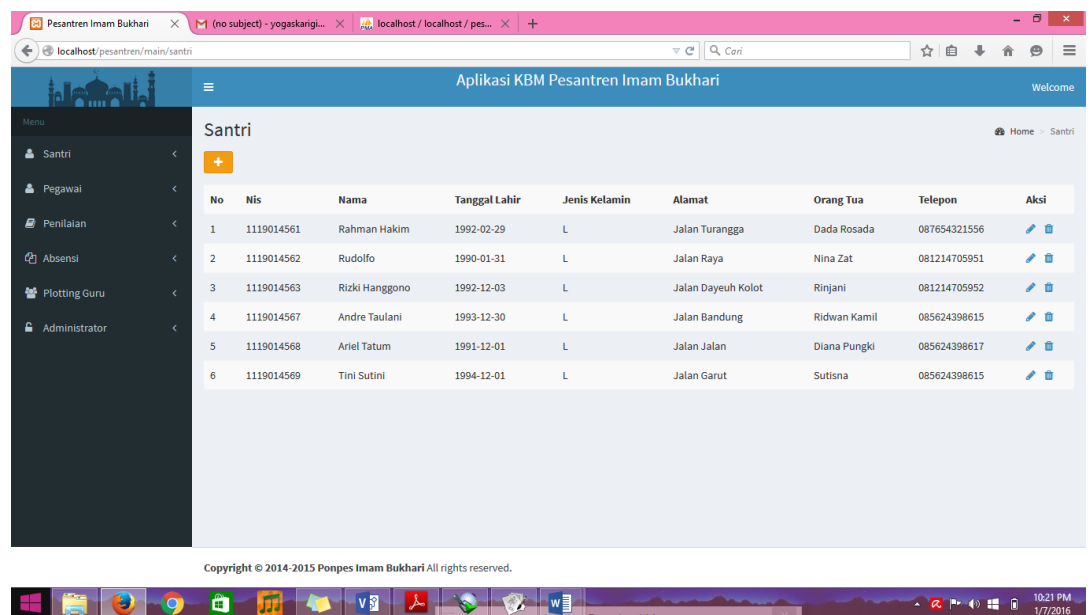 Pesantren Imam Bukhari
(no subject) - yogaskarigi...
localhost / localhost / pes...
localhost/pesantren/main/santri
Cari
Aplikasi KBM Pesantren Imam Bukhari
Welcome
Menu
Santri
Pegawai
Penilaian
Absensi
Plotting Guru
Administrator
Santri
Home > Santri
No Nis Nama Tanggal Lahir Jenis Kelamin Alamat Orang Tua Telepon Aksi
1 1119014561 Rahman Hakim 1992-02-29 L Jalan Turangga Dada Rosada 087654321556
2 1119014562 Rudolfo 1990-01-31 L Jalan Raya Nina Zat 081214705951
3 1119014563 Rizki Hanggono 1992-12-03 L Jalan Dayeuh Kolot Rinjani 081214705952
4 1119014567 Andre Taulani 1993-12-30 L Jalan Bandung Ridwan Kamil 085624398615
5 1119014568 Ariel Tatum 1991-12-01 L Jalan Jalan Diana Pungki 085624398617
6 1119014569 Tini Sutini 1994-12-01 L Jalan Garut Sutisna 085624398615
Copyright © 2014-2015 Ponpes Imam Bukhari All rights reserved.
10:21 PM
1/7/2016